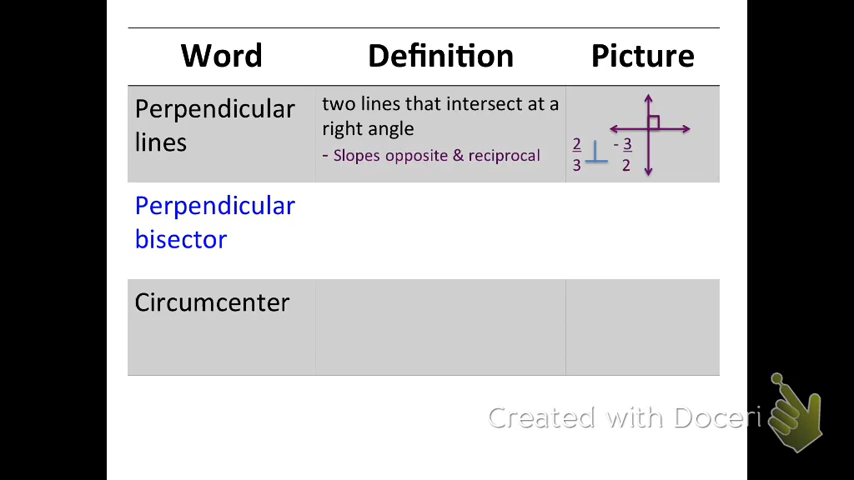 Word Definition Picture
Perpendicular
lines
two lines that intersect at a
right angle
- Slopes opposite & reciprocal
2
3
- 3
2
Perpendicular
bisector
Circumcenter
Created with Doceri